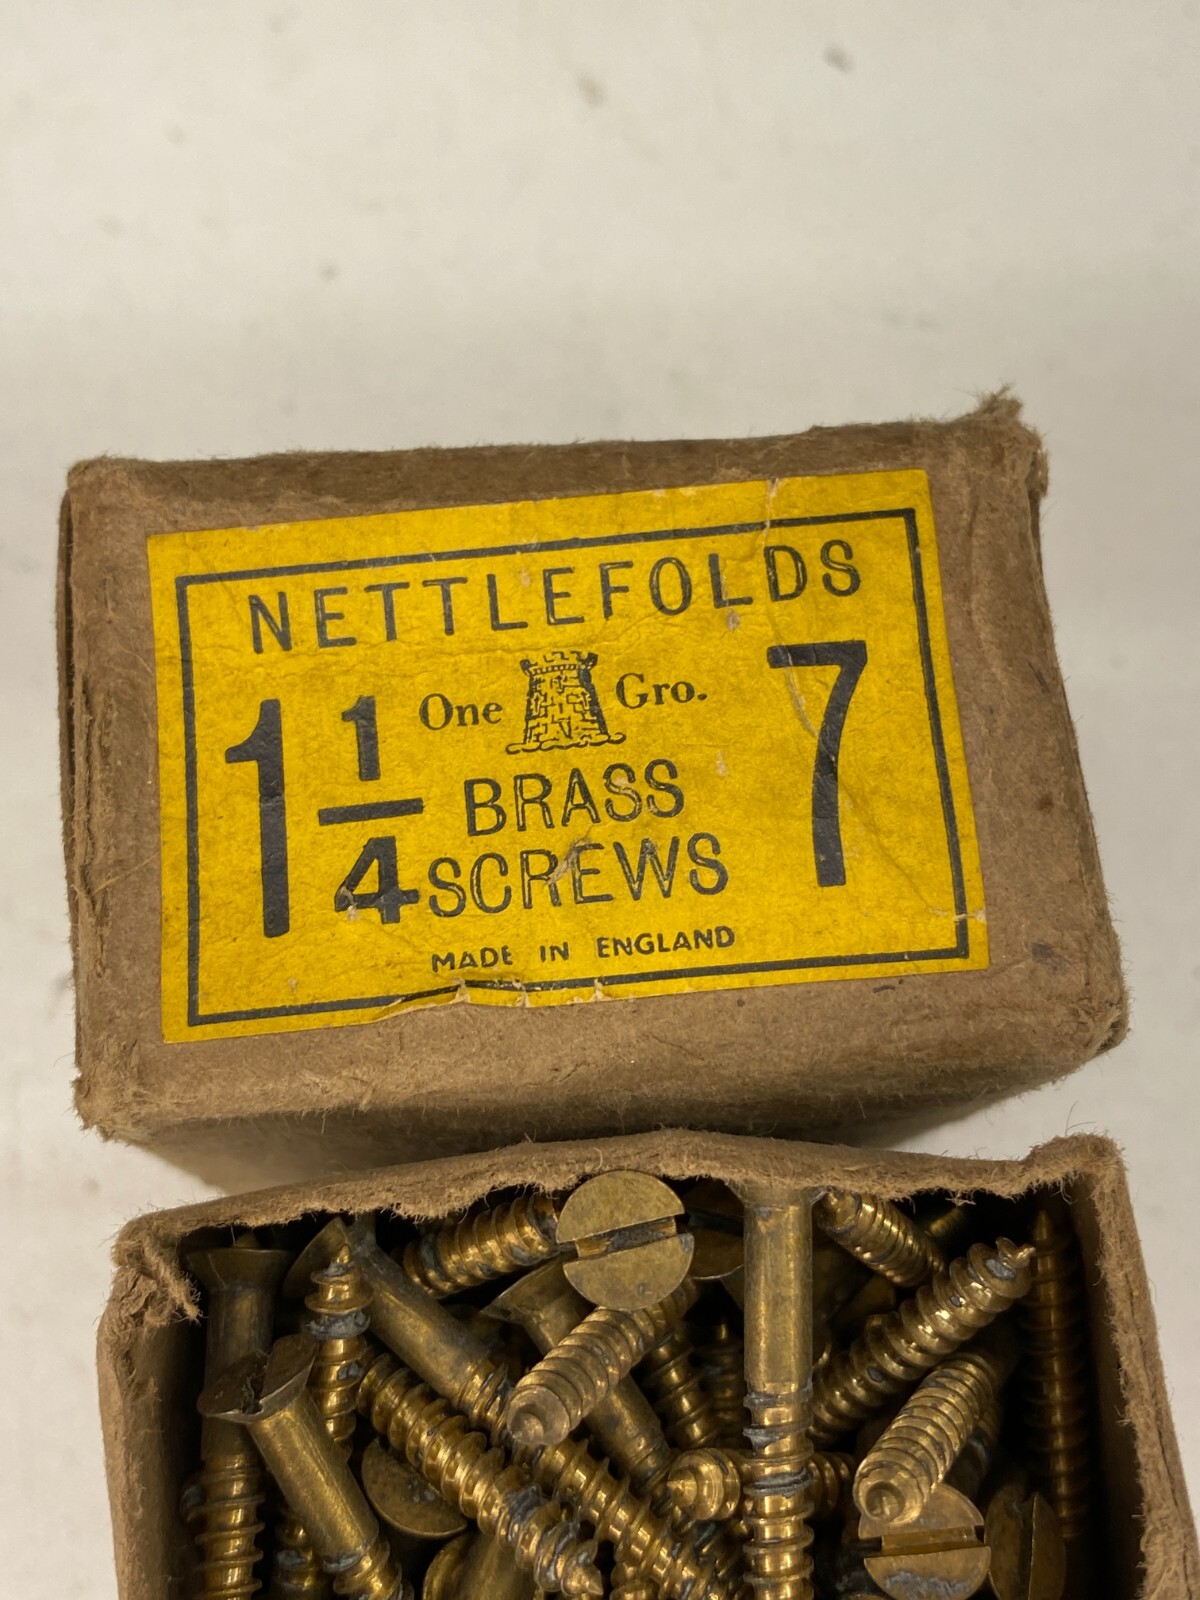 NETTLEFOLDS
One Gro.
1 1/4 BRASS 7
SCREWS
MADE IN ENGLAND